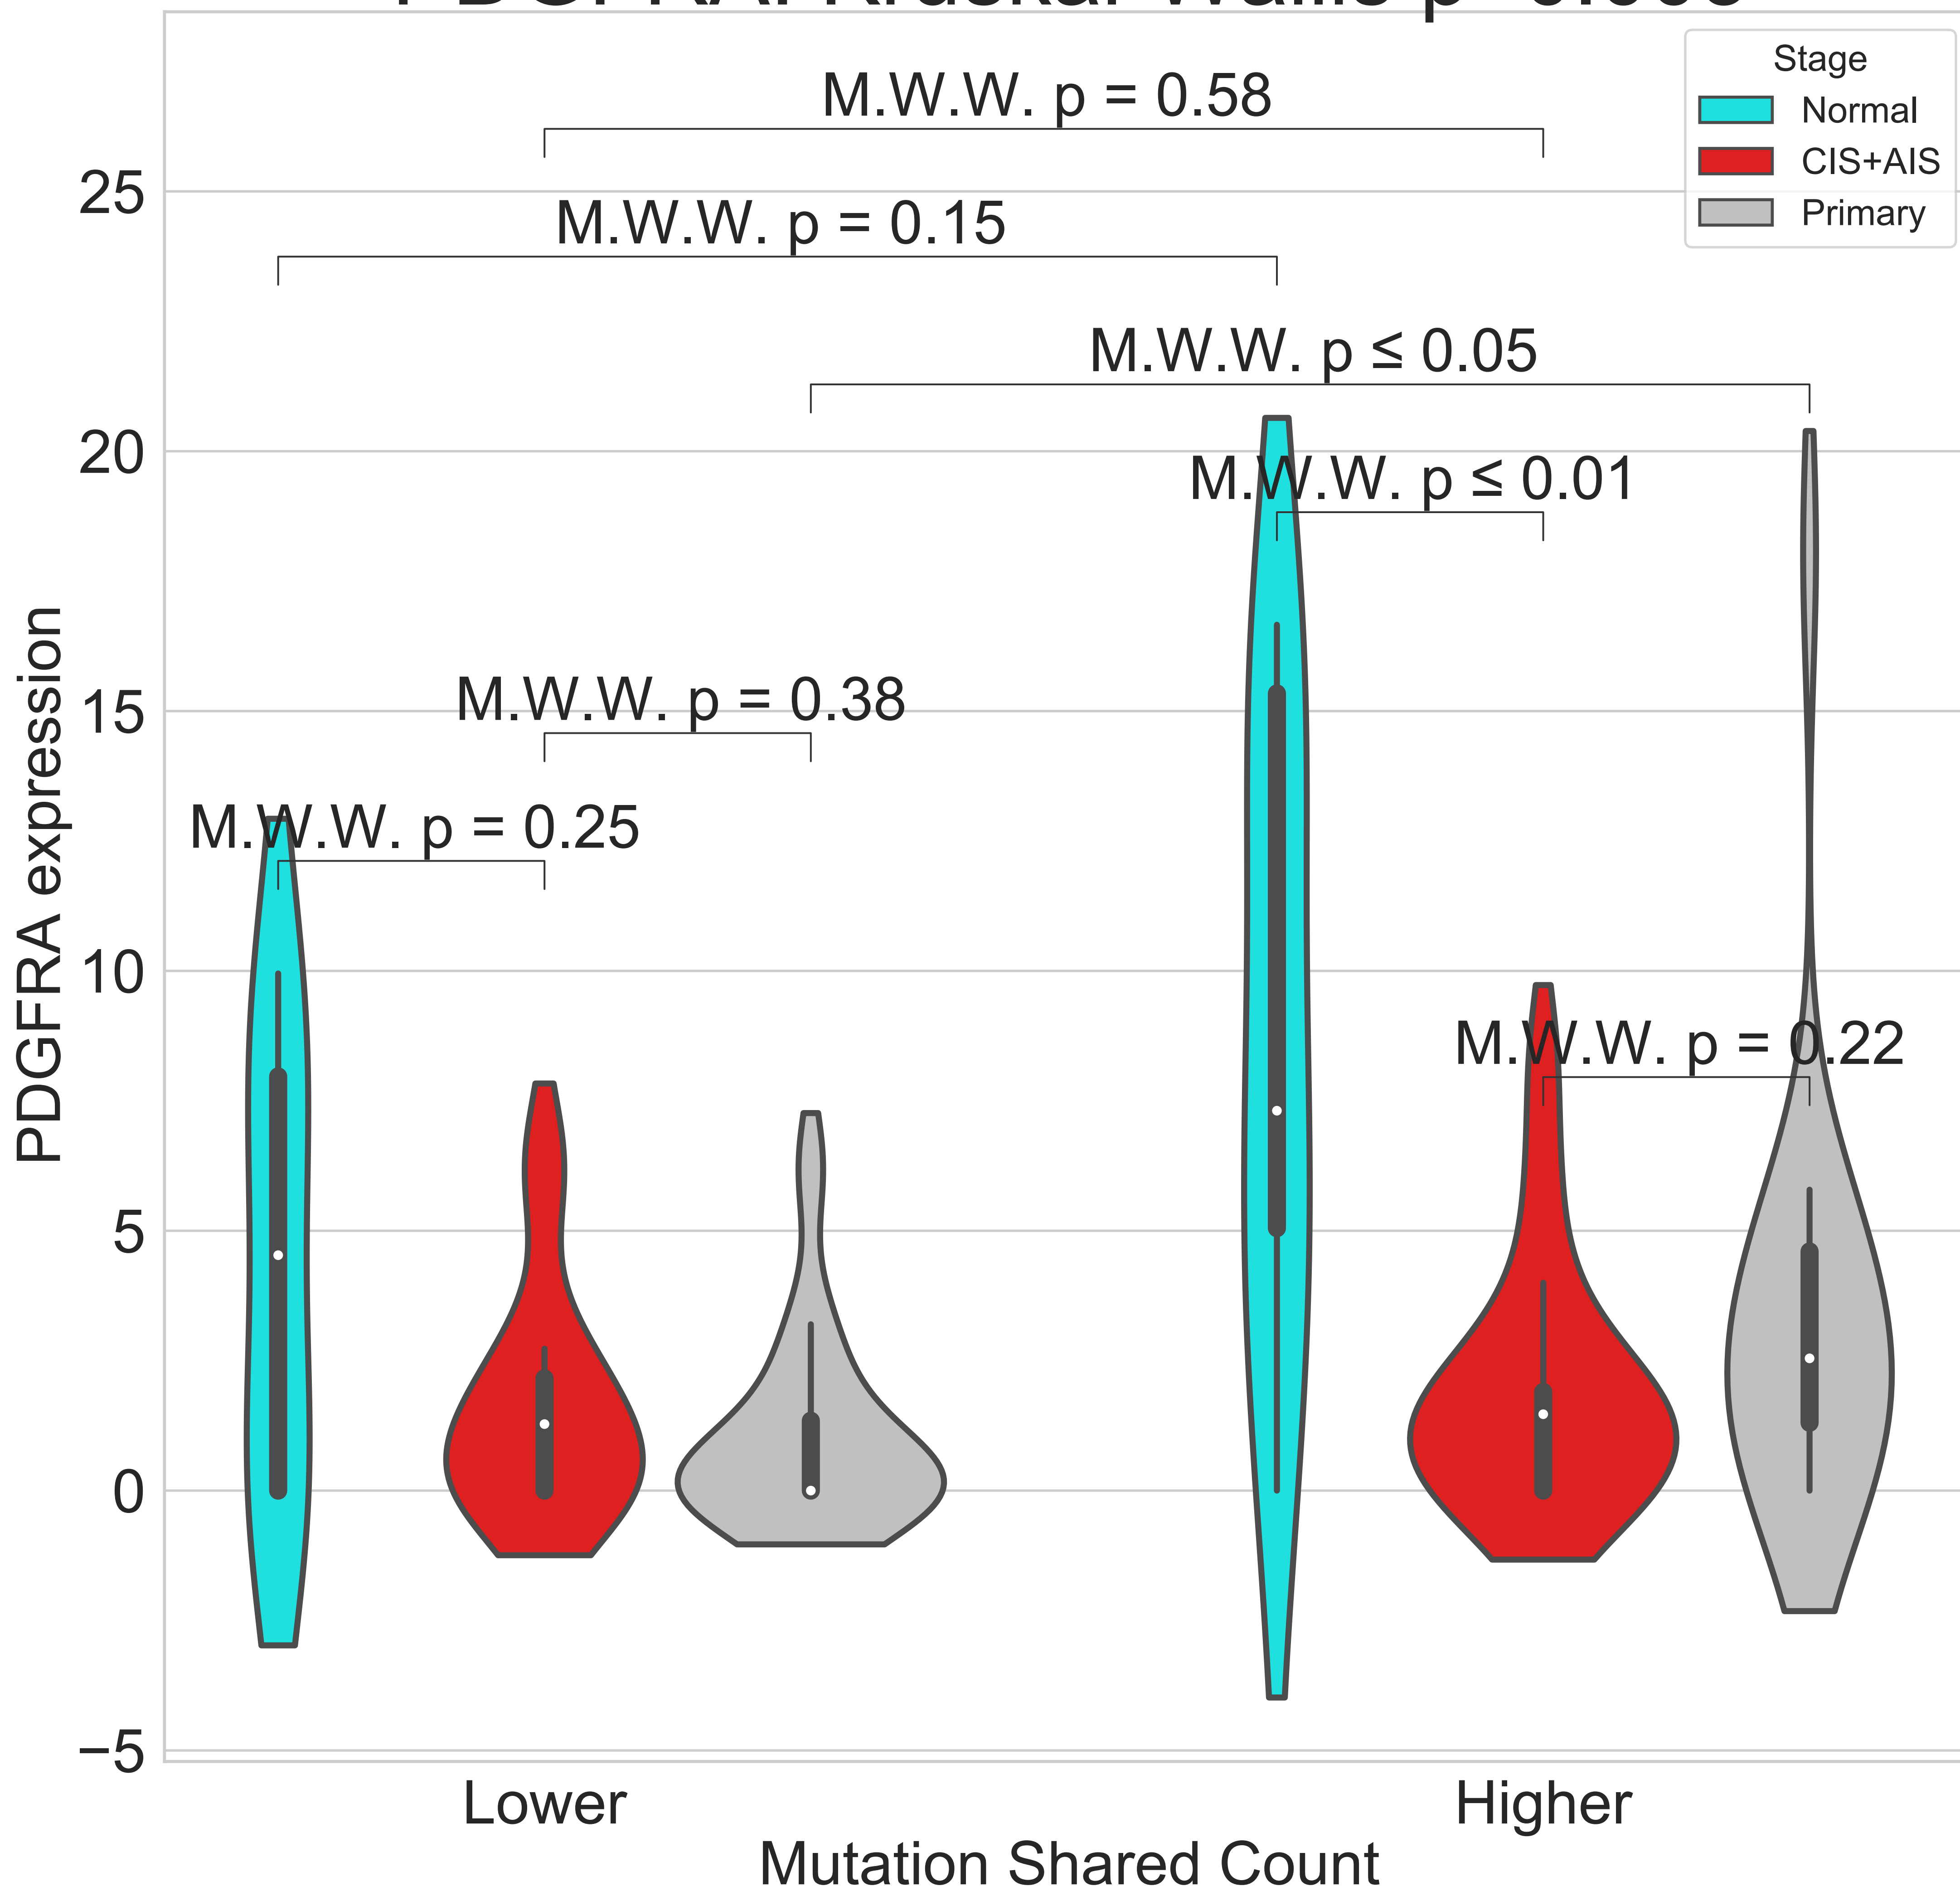 Stage
Normal
CIS+AIS
Primary
M.W.W. p = 0.58
M.W.W. p = 0.15
M.W.W. p ≤ 0.05
M.W.W. p ≤ 0.01
M.W.W. p = 0.38
M.W.W. p = 0.25
M.W.W. p = 0.22
25
20
15
10
5
0
−5
PDGFRA expression
Lower
Higher
Mutation Shared Count